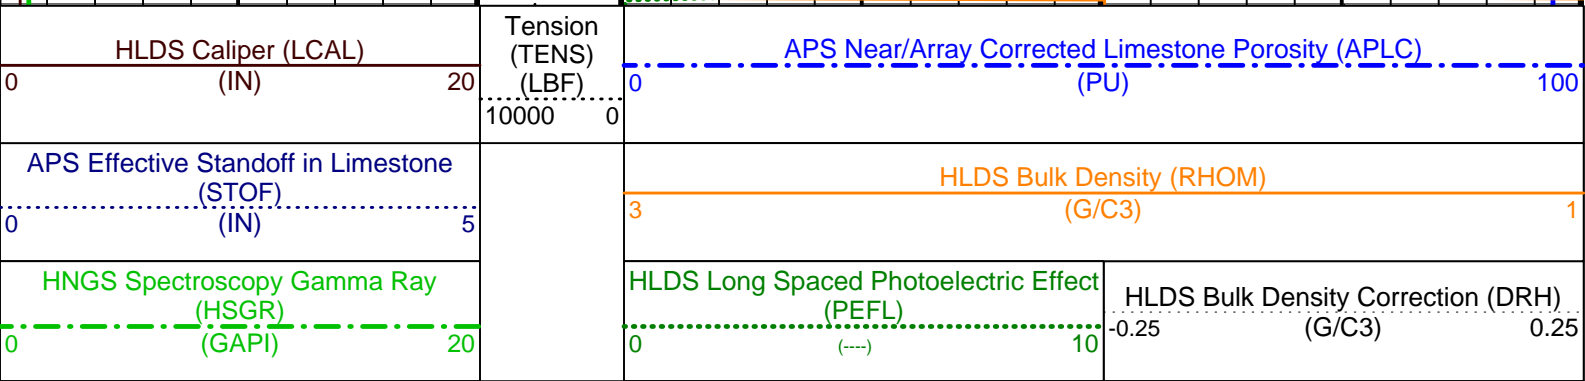 HLDS Caliper (LCAL)
0 (IN) 20
Tension
(TENS)
(LBF)
10000 0
APS Near/Array Corrected Limestone Porosity (APLC)
0 (PU) 100
APS Effective Standoff in Limestone
(STOF)
0 (IN) 5
HLDS Bulk Density (RHOM)
3 (G/C3) 1
HNGS Spectroscopy Gamma Ray
(HSGR)
0 (GAPI) 20
HLDS Long Spaced Photoelectric Effect
(PEFL)
0 (----) 10
HLDS Bulk Density Correction (DRH)
-0.25 (G/C3) 0.25